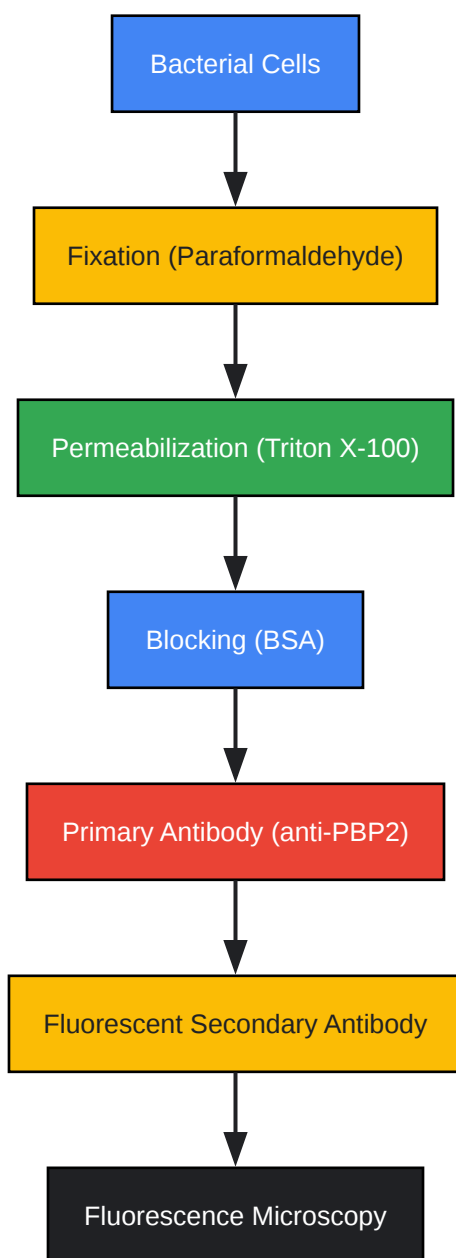 Bacterial Cells
Fixation (Paraformaldehyde)
Permeabilization (Triton X-100)
Blocking (BSA)
Primary Antibody (anti-PBP2)
Fluorescent Secondary Antibody
Fluorescence Microscopy